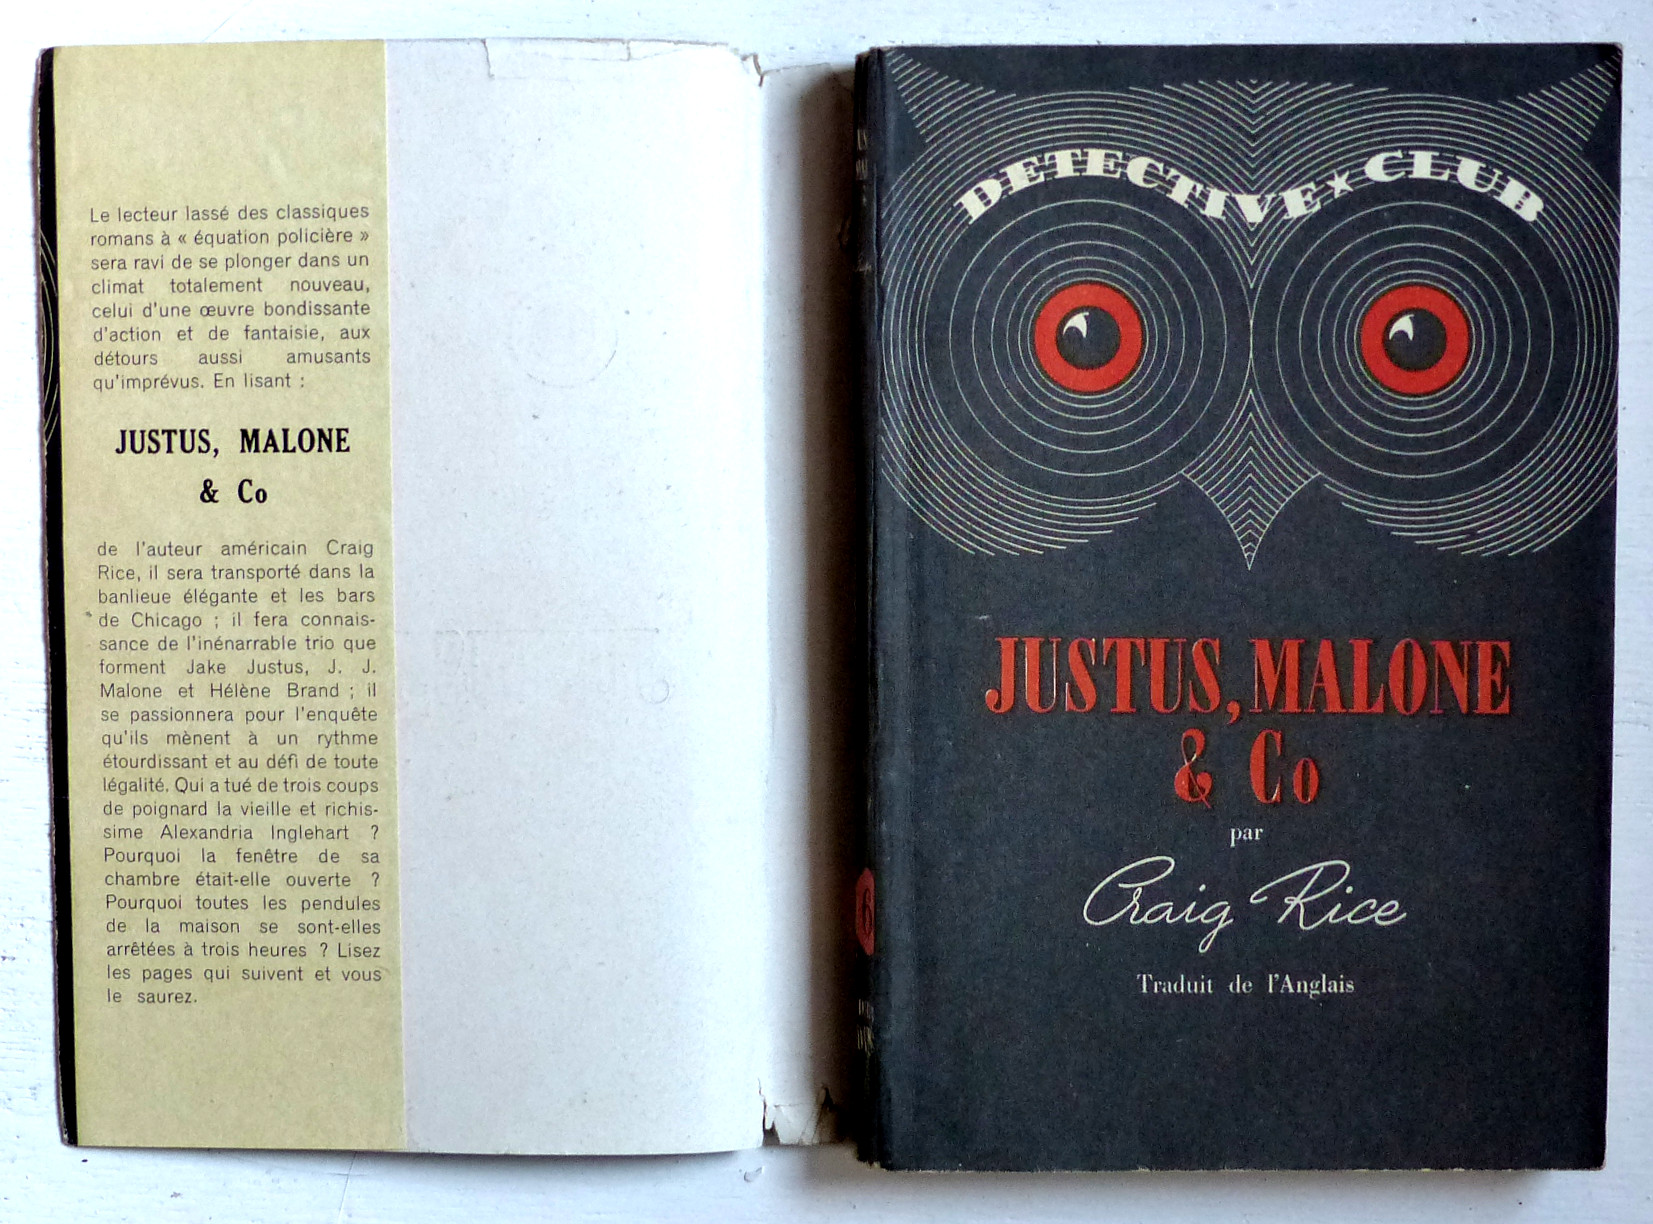 Le lecteur lassé des classiques
romans à « équation policière »
sera ravi de se plonger dans un
climat totalement nouveau,
celui d'une œuvre bondissante
d'action et de fantaisie, aux
détours aussi amusants
qu'imprévus. En lisant :
JUSTUS, MALONE
& Co
de l'auteur américain Craig
Rice, il sera transporté dans la
banlieue élégante et les bars
de Chicago ; il fera connais-
sance de l'inénarrable trio que
forment Jake Justus, J. J.
Malone et Hélène Brand ; il
se passionnera pour l'enquête
qu'ils mènent à un rythme
étourdissant et au défi de toute
légalité. Qui a tué de trois coups
de poignard la vieille et richis-
sime Alexandria Inglehart ?
Pourquoi la fenêtre de sa
chambre était-elle ouverte ?
Pourquoi toutes les pendules
de la maison se sont-elles
arrêtées à trois heures ? Lisez
les pages qui suivent et vous
le saurez.
DETECTIVE★CLUB
JUSTUS, MALONE
& Co
par
Craig Rice
Traduit de l'Anglais
6